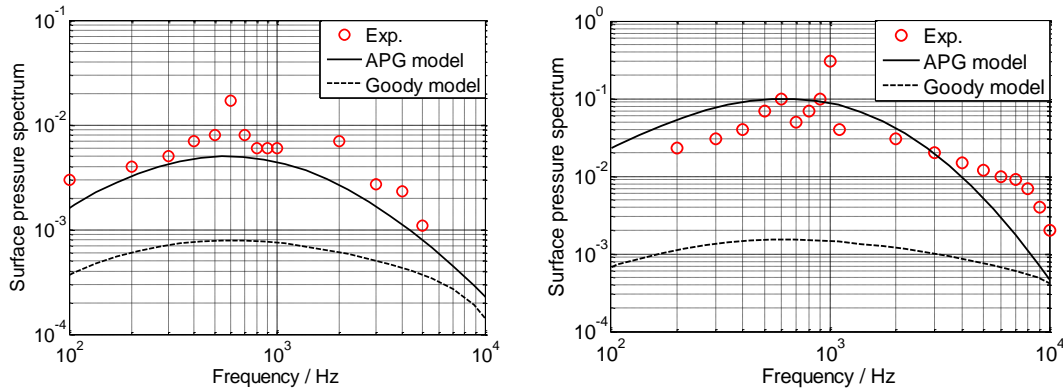 10^-1
10^-2
10^-3
10^-4
10^2
10^3
10^4
Surface pressure spectrum
Frequency / Hz
Exp.
APG model
Goody model
10^0
10^-1
10^-2
10^-3
10^-4
10^2
10^3
10^4
Surface pressure spectrum
Frequency / Hz
Exp.
APG model
Goody model